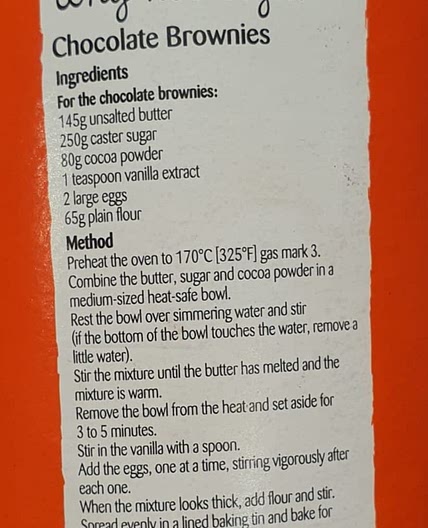 Chocolate Brownies
Ingredients
For the chocolate brownies:
145g unsalted butter
250g caster sugar
80g cocoa powder
1 teaspoon vanilla extract
2 large eggs
65g plain flour
Method
Preheat the oven to 170°C [325°F] gas mark 3.
Combine the butter, sugar and cocoa powder in a
medium-sized heat-safe bowl.
Rest the bowl over simmering water and stir
(if the bottom of the bowl touches the water, remove a
little water).
Stir the mixture until the butter has melted and the
mixture is warm.
Remove the bowl from the heat and set aside for
3 to 5 minutes.
Stir in the vanilla with a spoon.
Add the eggs, one at a time, stirring vigorously after
each one.
When the mixture looks thick, add flour and stir.
Spread evenly in a lined baking tin and bake for